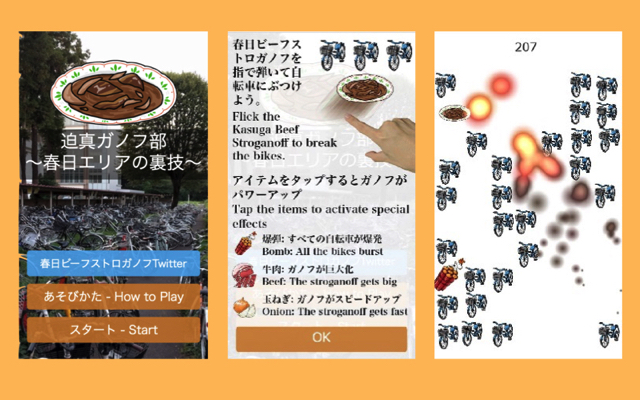 迫真ガノフ部
〜春日エリアの裏技〜
春日ビーフストロガノフTwitter
あそびかた - How to Play
スタート - Start
春日ビーフス
トロガノフを
指で弾いて自
転車にぶつけ
よう。
Flick the
Kasuga Beef
Stroganoff to break
the bikes.
アイテムをタップするとガノフが
パワーアップ
Tap the items to activate special
effects
爆弾: すべての自転車が爆発
Bomb: All the bikes burst
牛肉: ガノフが巨大化
Beef: The stroganoff gets big
玉ねぎ: ガノフがスピードアップ
Onion: The stroganoff gets fast
OK
207